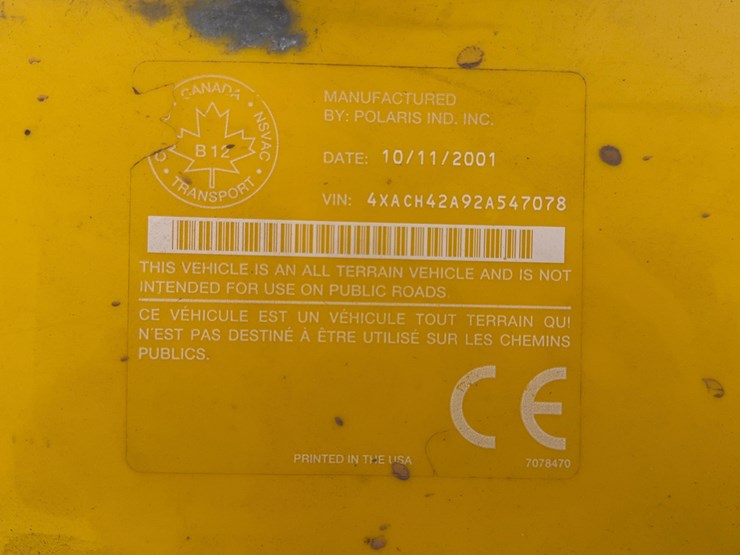 CANADA
B12
TRANSPORT
MANUFACTURED
BY: POLARIS IND. INC.
DATE: 10/11/2001
VIN: 4XACH42A92A547078
THIS VEHICLE IS AN ALL TERRAIN VEHICLE AND IS NOT
INTENDED FOR USE ON PUBLIC ROADS
CE VÉHICULE EST UN VÉHICULE TOUT TERRAIN QUI
N'EST PAS DESTINÉ À ÊTRE UTILISÉ SUR LES CHEMINS
PUBLICS.
CE
PRINTED IN THE USA
7078470